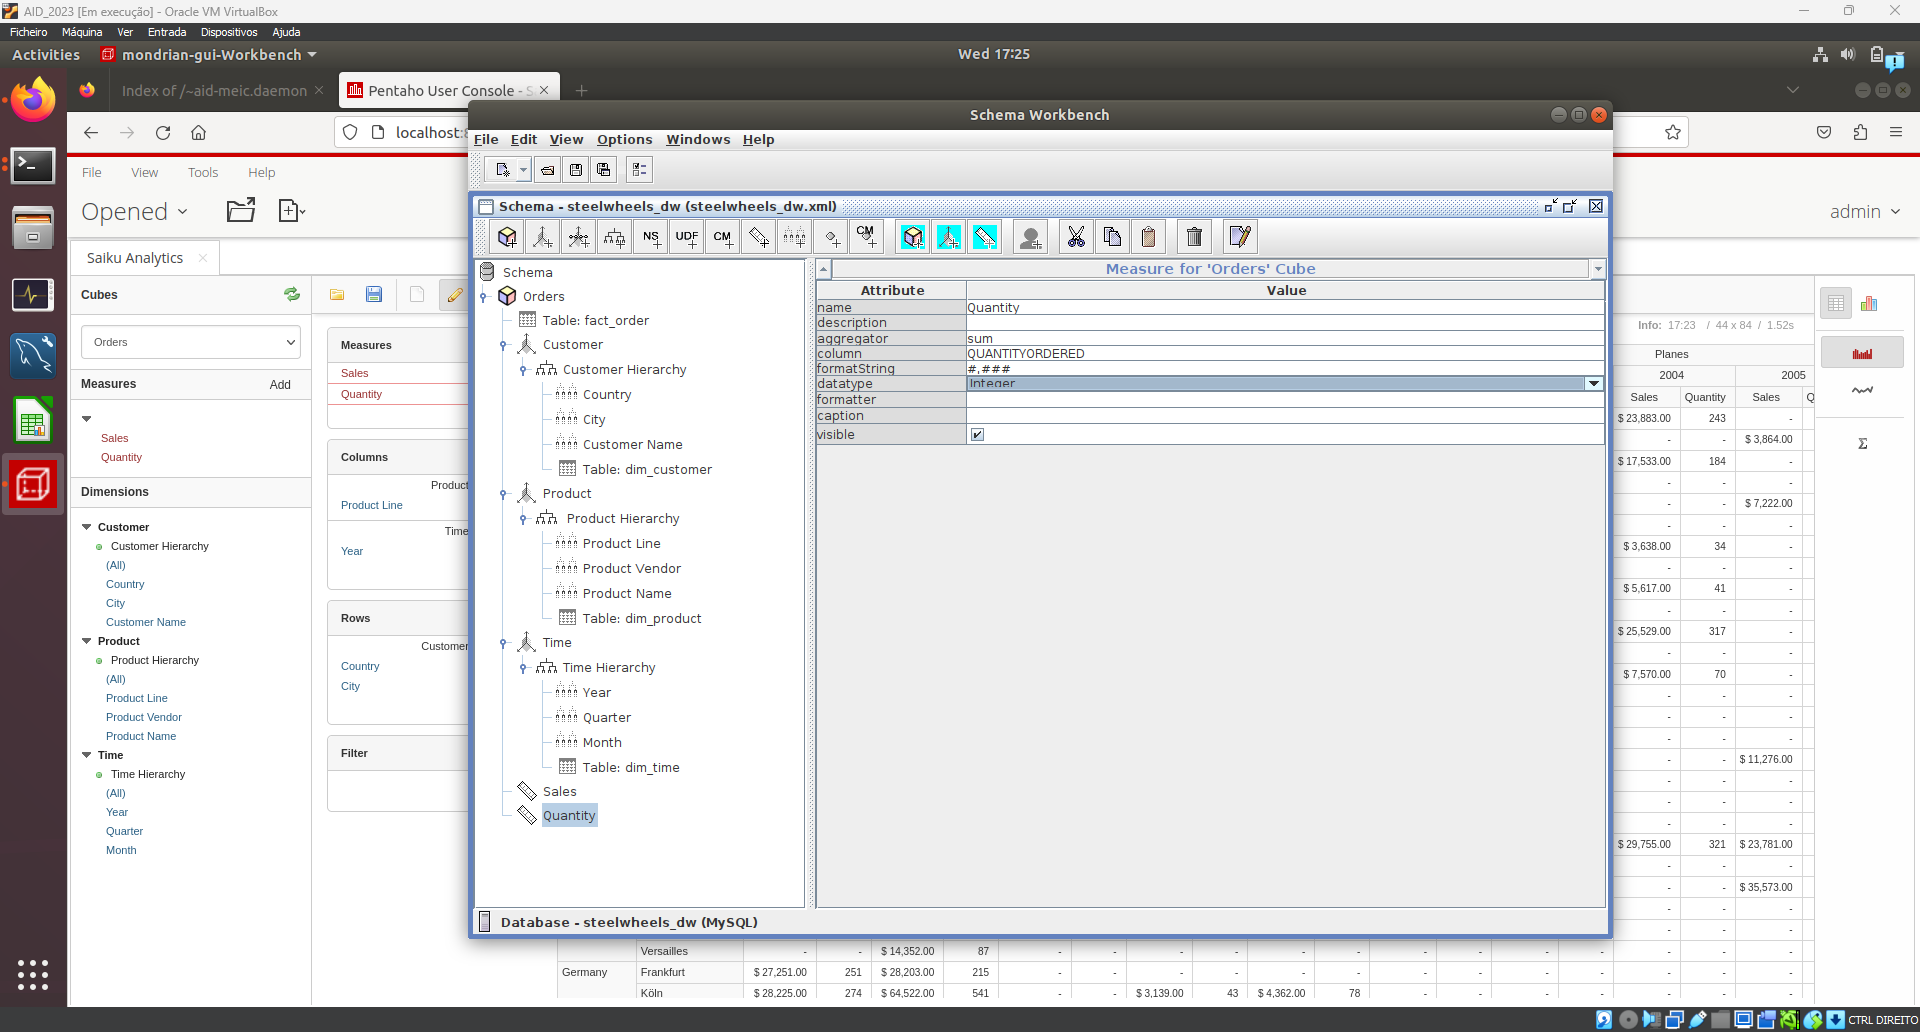 AID_2023 [Em execução] - Oracle VM VirtualBox
Ficheiro Máquina Ver Entrada Dispositivos Ajuda
Activities mondrian-gui-Workbench Wed 17:25
Index of /~aid-meic.daemon Pentaho User Console -
localhost:
Schema Workbench
File Edit View Options Windows Help
File View Tools Help
Opened
admin
Saiku Analytics
Cubes
Orders
Measures Add
Sales
Quantity
Dimensions
Customer
Customer Hierarchy
(All)
Country
City
Customer Name
Product
Product Hierarchy
(All)
Product Line
Product Vendor
Product Name
Time
Time Hierarchy
(All)
Year
Quarter
Month
Measures
Sales
Quantity
Columns
Product
Product Line
Time
Year
Rows
Customer
Country
City
Filter
Schema - steelwheels_dw (steelwheels_dw.xml)
NS UDF CM CM
Schema
Orders
Table: fact_order
Customer
Customer Hierarchy
Country
City
Customer Name
Table: dim_customer
Product
Product Hierarchy
Product Line
Product Vendor
Product Name
Table: dim_product
Time
Time Hierarchy
Year
Quarter
Month
Table: dim_time
Sales
Quantity
Measure for 'Orders' Cube
Attribute Value
name Quantity
description
aggregator sum
column QUANTITYORDERED
formatString #,###
datatype Integer
formatter
caption
visible
Database - steelwheels_dw (MySQL)
Info: 17:23 / 44 x 84 / 1.52s
Planes
2004 2005
Sales Quantity Sales Q
$ 23,883.00 243 -
- - $ 3,864.00
$ 17,533.00 184 -
- - -
- - $ 7,222.00
- - -
$ 3,638.00 34 -
- - -
$ 5,617.00 41 -
- - -
$ 25,529.00 317 -
- - -
$ 7,570.00 70 -
- - -
- - -
- - -
- - $ 11,276.00
- - -
- - -
- - -
$ 29,755.00 321 $ 23,781.00
- - -
- - $ 35,573.00
- - -
- - -
Versailles - - $ 14,352.00 87 - - - - - - - - - - -
Germany Frankfurt $ 27,251.00 251 $ 28,203.00 215 - - - - - - - - - - -
Köln $ 28,225.00 274 $ 64,522.00 541 - - $ 3,139.00 43 $ 4,362.00 78 - - - - -
CTRL DIREITO